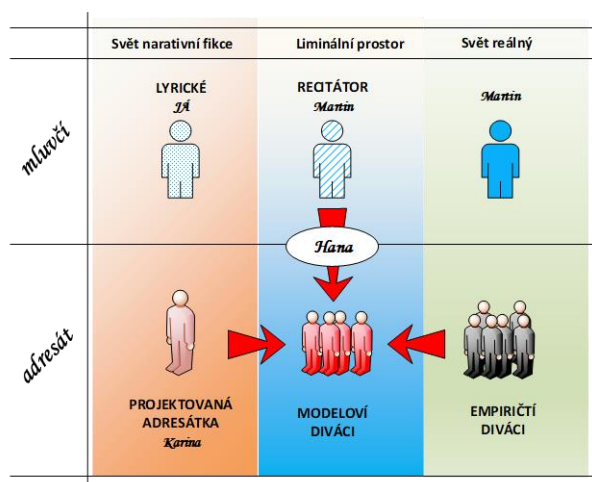 Svět narativní fikce
Liminální prostor
Svět reálný
mluvčí
LYRICKÉ
JÁ
RECITÁTOR
Martin
Martin
Hana
adresát
PROJEKTOVANÁ
ADRESÁTKA
Karina
MODELOVÍ
DIVÁCI
EMPIRIČTÍ
DIVÁCI